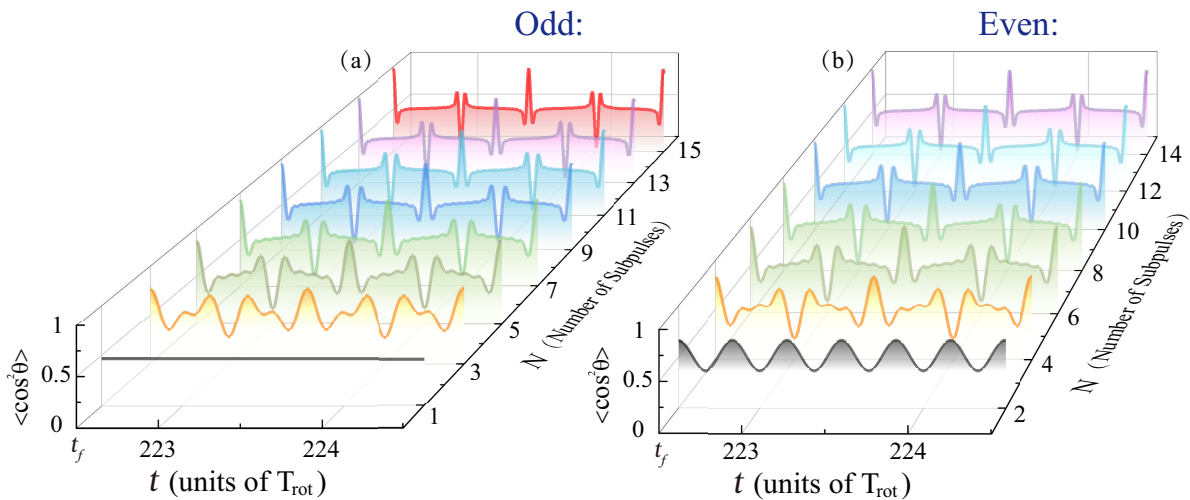 Odd:
(a)
1
0.5
0
<cos²θ>
t_f
223
224
t (units of T_rot)
1
3
5
7
9
11
13
15
N (Number of Subpulses)
Even:
(b)
1
0.5
0
<cos²θ>
t_f
223
224
t (units of T_rot)
2
4
6
8
10
12
14
N (Number of Subpulses)